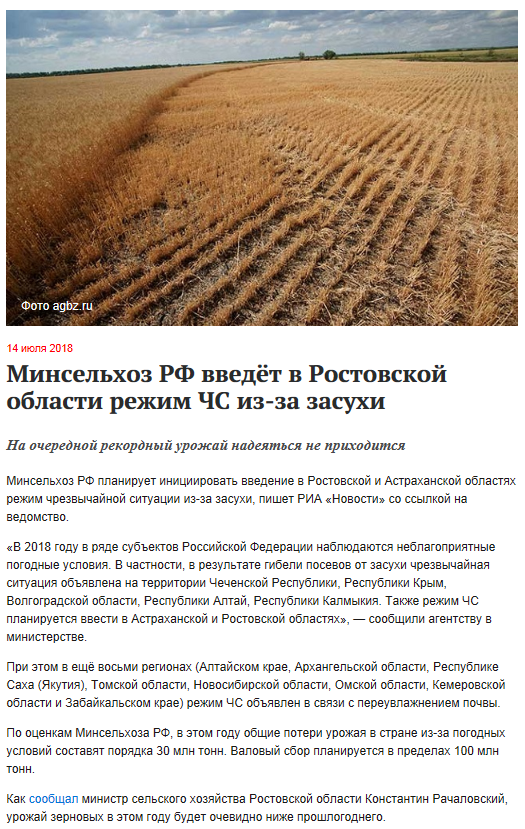 Фото agbz.ru
14 июля 2018
Минсельхоз РФ введёт в Ростовской
области режим ЧС из-за засухи
На очередной рекордный урожай надеяться не приходится
Минсельхоз РФ планирует инициировать введение в Ростовской и Астраханской областях
режим чрезвычайной ситуации из-за засухи, пишет РИА «Новости» со ссылкой на
ведомство.
«В 2018 году в ряде субъектов Российской Федерации наблюдаются неблагоприятные
погодные условия. В частности, в результате гибели посевов от засухи чрезвычайная
ситуация объявлена на территории Чеченской Республики, Республики Крым,
Волгоградской области, Республики Алтай, Республики Калмыкия. Также режим ЧС
планируется ввести в Астраханской и Ростовской областях», — сообщили агентству в
министерстве.
При этом в ещё восьми регионах (Алтайском крае, Архангельской области, Республике
Саха (Якутия), Томской области, Новосибирской области, Омской области, Кемеровской
области и Забайкальском крае) режим ЧС объявлен в связи с переувлажнением почвы.
По оценкам Минсельхоза РФ, в этом году общие потери урожая в стране из-за погодных
условий составят порядка 30 млн тонн. Валовый сбор планируется в пределах 100 млн
тонн.
Как сообщал министр сельского хозяйства Ростовской области Константин Рачаловский,
урожай зерновых в этом году будет очевидно ниже прошлогоднего.